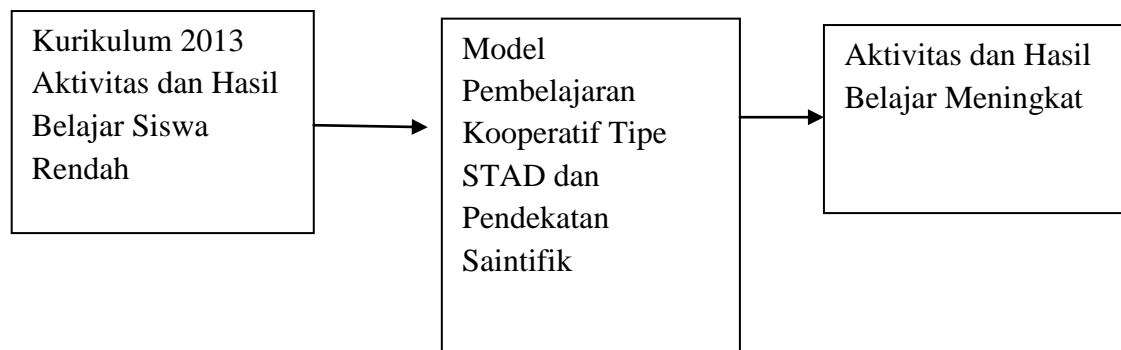 Kurikulum 2013
Aktivitas dan Hasil
Belajar Siswa
Rendah
Model
Pembelajaran
Kooperatif Tipe
STAD dan
Pendekatan
Saintifik
Aktivitas dan Hasil
Belajar Meningkat